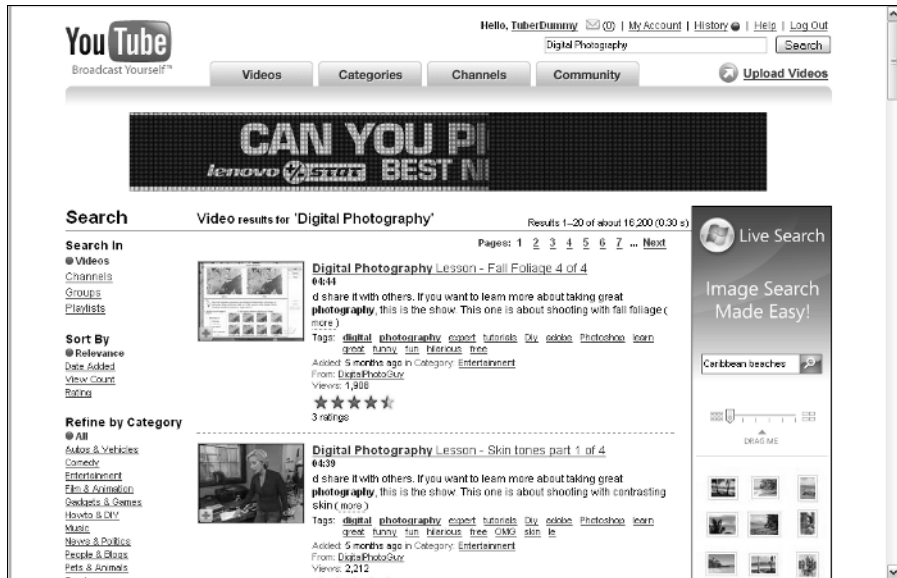 Hello, TuberDummy (0) | My Account | History | Help | Log Out
You Tube
Broadcast Yourself™
Digital Photography
Search
Videos
Categories
Channels
Community
Upload Videos
CAN YOU PI
lenovo STAT BEST NI
Search
Video results for 'Digital Photography'
Results 1–20 of about 16,200 (0.30 s)
Pages: 1 2 3 4 5 6 7 ... Next
Search In
Videos
Channels
Groups
Playlists
Sort By
Relevance
Date Added
View Count
Rating
Refine by Category
All
Autos & Vehicles
Comedy
Entertainment
Film & Animation
Gadgets & Games
Howto & DIY
Music
News & Politics
People & Blogs
Pets & Animals
Digital Photography Lesson - Fall Foliage 4 of 4
04:44
d share it with others. If you want to learn more about taking great
photography, this is the show. This one is about shooting with fall foliage (
more )
Tags: digital photography expert tutorials Diy adobe Photoshop learn
great funny fun hilarious free
Added: 5 months ago in Category: Entertainment
From: DigitalPhotoGuy
Views: 1,908
3 ratings
Digital Photography Lesson - Skin tones part 1 of 4
04:39
d share it with others. If you want to learn more about taking great
photography, this is the show. This one is about shooting with contrasting
skin ( more )
Tags: digital photography expert tutorials Diy adobe Photoshop learn
great funny fun hilarious free OMG skin le
Added: 5 months ago in Category: Entertainment
From: DigitalPhotoGuy
Views: 2,212
Live Search
Image Search
Made Easy!
Caribbean beaches
DRAG ME